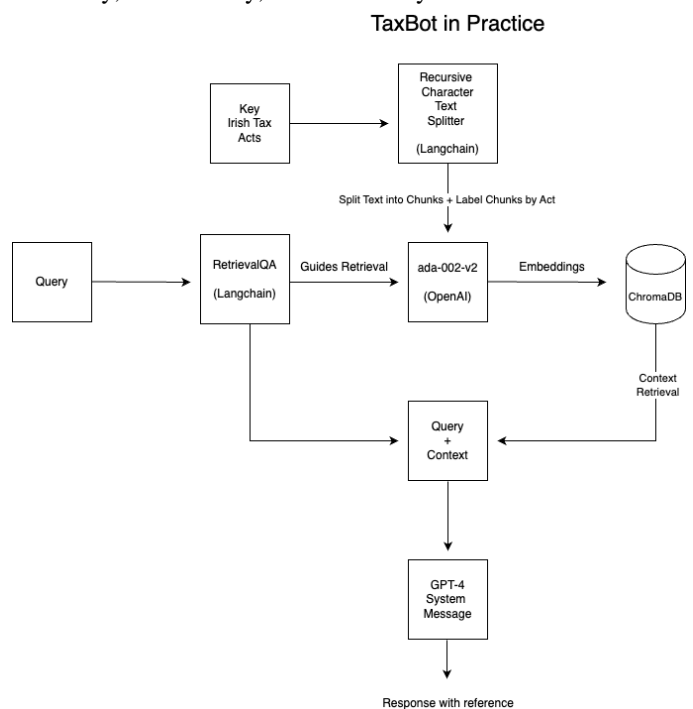 TaxBot in Practice
Key
Irish Tax
Acts
Recursive
Character
Text
Splitter
(Langchain)
Split Text into Chunks + Label Chunks by Act
Query
RetrievalQA
(Langchain)
Guides Retrieval
ada-002-v2
(OpenAI)
Embeddings
ChromaDB
Context
Retrieval
Query
+
Context
GPT-4
System
Message
Response with reference